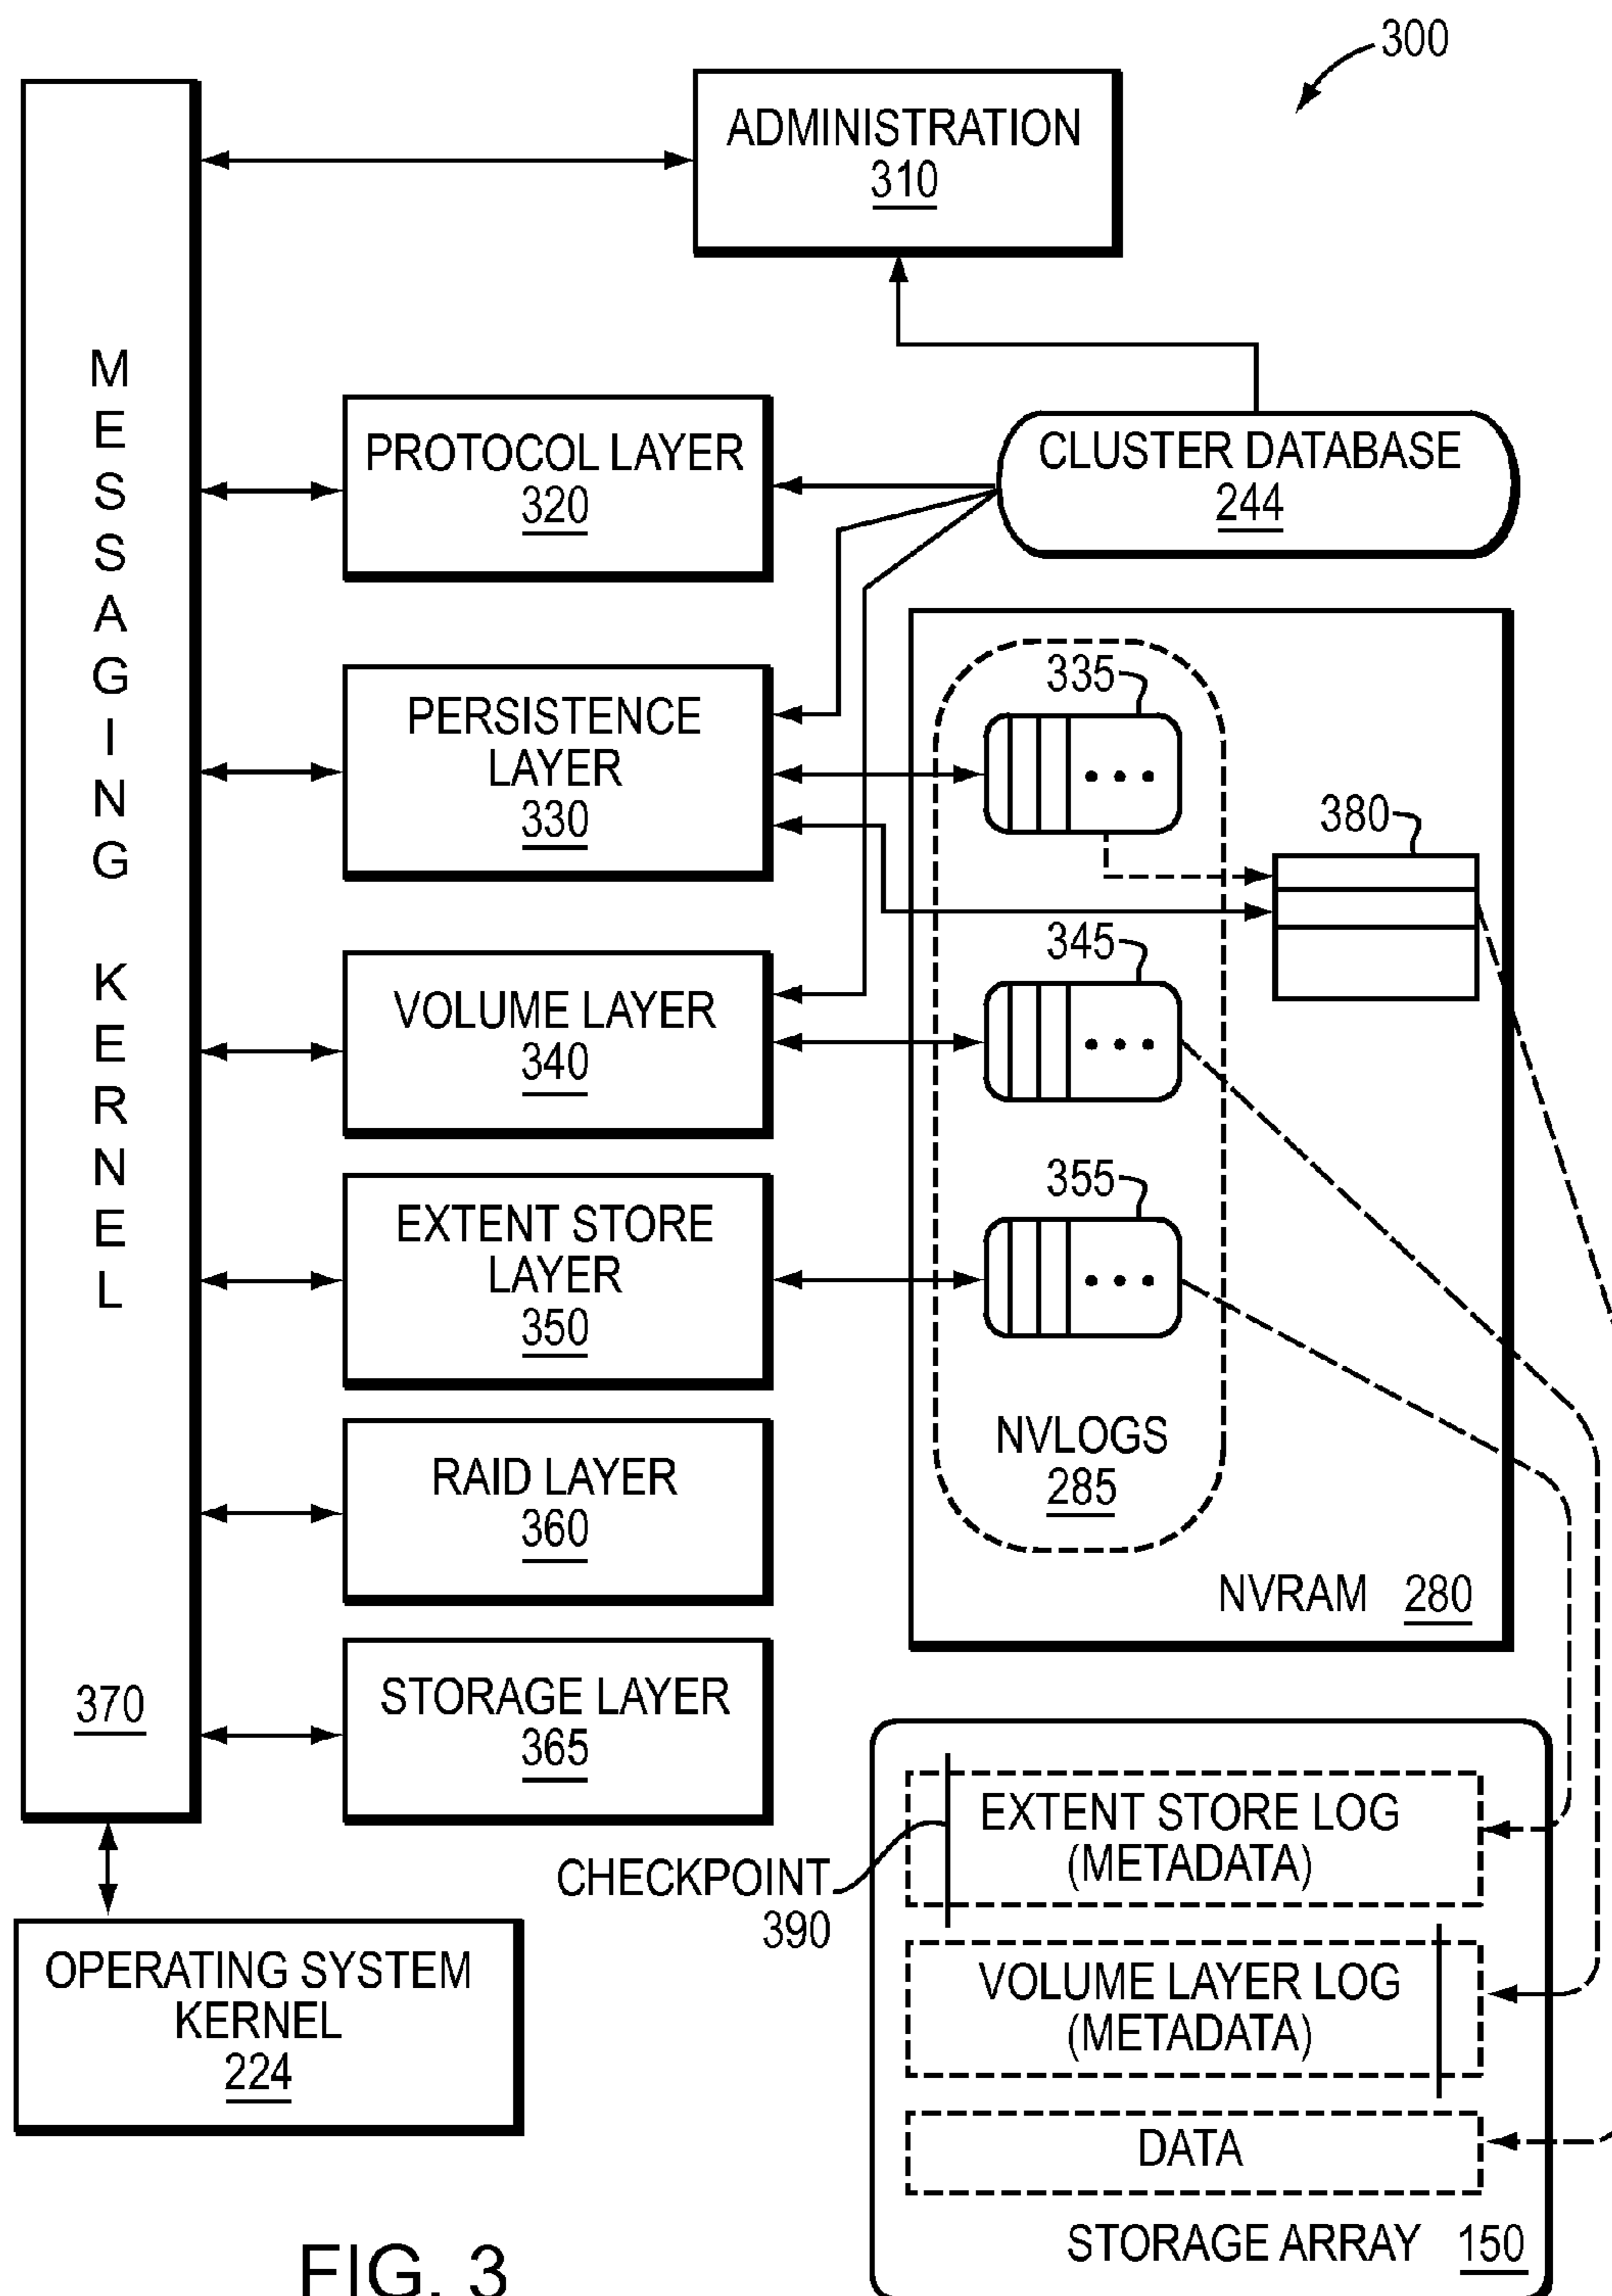 300
ADMINISTRATION
310
MESSAGING KERNEL
370
PROTOCOL LAYER
320
CLUSTER DATABASE
244
PERSISTENCE
LAYER
330
335
380
VOLUME LAYER
340
345
EXTENT STORE
LAYER
350
355
NVLOGS
285
RAID LAYER
360
NVRAM 280
STORAGE LAYER
365
EXTENT STORE LOG
(METADATA)
CHECKPOINT
390
VOLUME LAYER LOG
(METADATA)
DATA
STORAGE ARRAY 150
OPERATING SYSTEM
KERNEL
224
FIG. 3